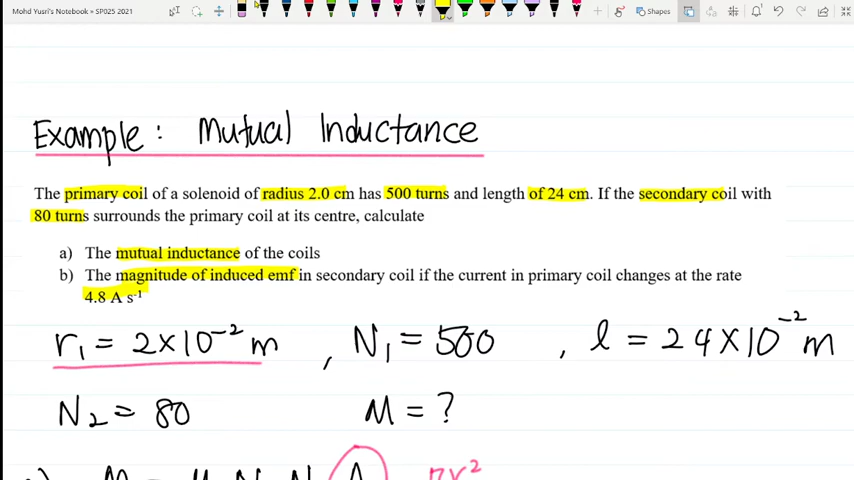 Mohd Yusri's Notebook » SP025 2021
Shapes
Example : Mutual Inductance
The primary coil of a solenoid of radius 2.0 cm has 500 turns and length of 24 cm. If the secondary coil with
80 turns surrounds the primary coil at its centre, calculate
a) The mutual inductance of the coils
b) The magnitude of induced emf in secondary coil if the current in primary coil changes at the rate
4.8 A s⁻¹
r₁ = 2×10⁻² m , N₁ = 500 , l = 24×10⁻² m
N₂ = 80 M = ?
πr²